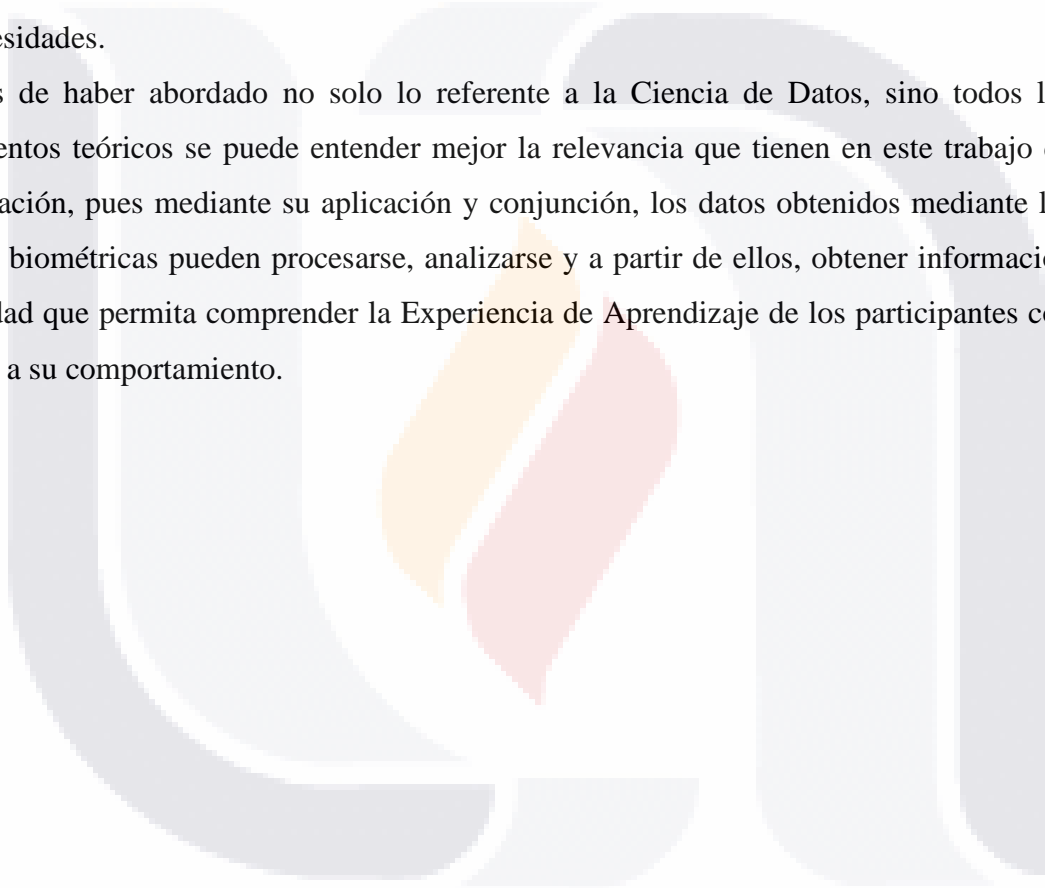 esidades.
s de haber abordado no solo lo referente a la Ciencia de Datos, sino todos l
entos teóricos se puede entender mejor la relevancia que tienen en este trabajo
ación, pues mediante su aplicación y conjunción, los datos obtenidos mediante l
biométricas pueden procesarse, analizarse y a partir de ellos, obtener informaci
dad que permita comprender la Experiencia de Aprendizaje de los participantes c
a su comportamiento.